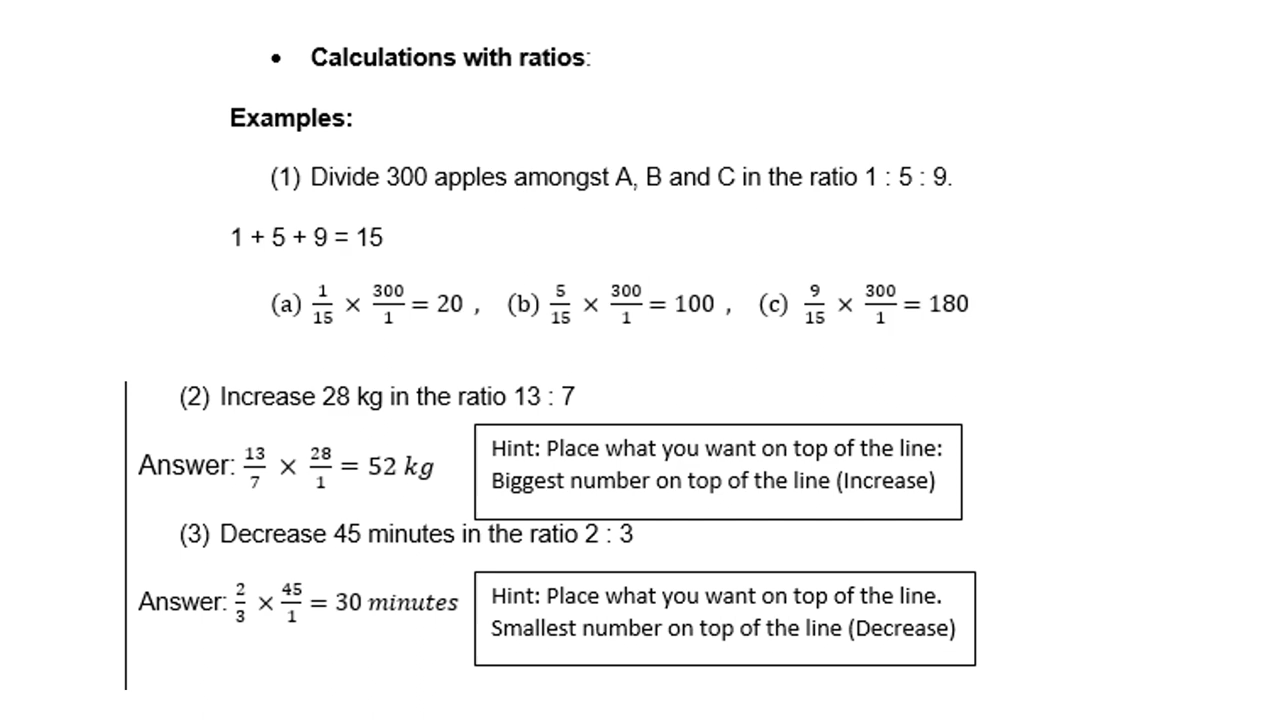 • Calculations with ratios:
Examples:
(1) Divide 300 apples amongst A, B and C in the ratio 1 : 5 : 9.
1 + 5 + 9 = 15
(a) 1/15 × 300/1 = 20 , (b) 5/15 × 300/1 = 100 , (c) 9/15 × 300/1 = 180
(2) Increase 28 kg in the ratio 13 : 7
Answer: 13/7 × 28/1 = 52 kg
Hint: Place what you want on top of the line:
Biggest number on top of the line (Increase)
(3) Decrease 45 minutes in the ratio 2 : 3
Answer: 2/3 × 45/1 = 30 minutes
Hint: Place what you want on top of the line.
Smallest number on top of the line (Decrease)